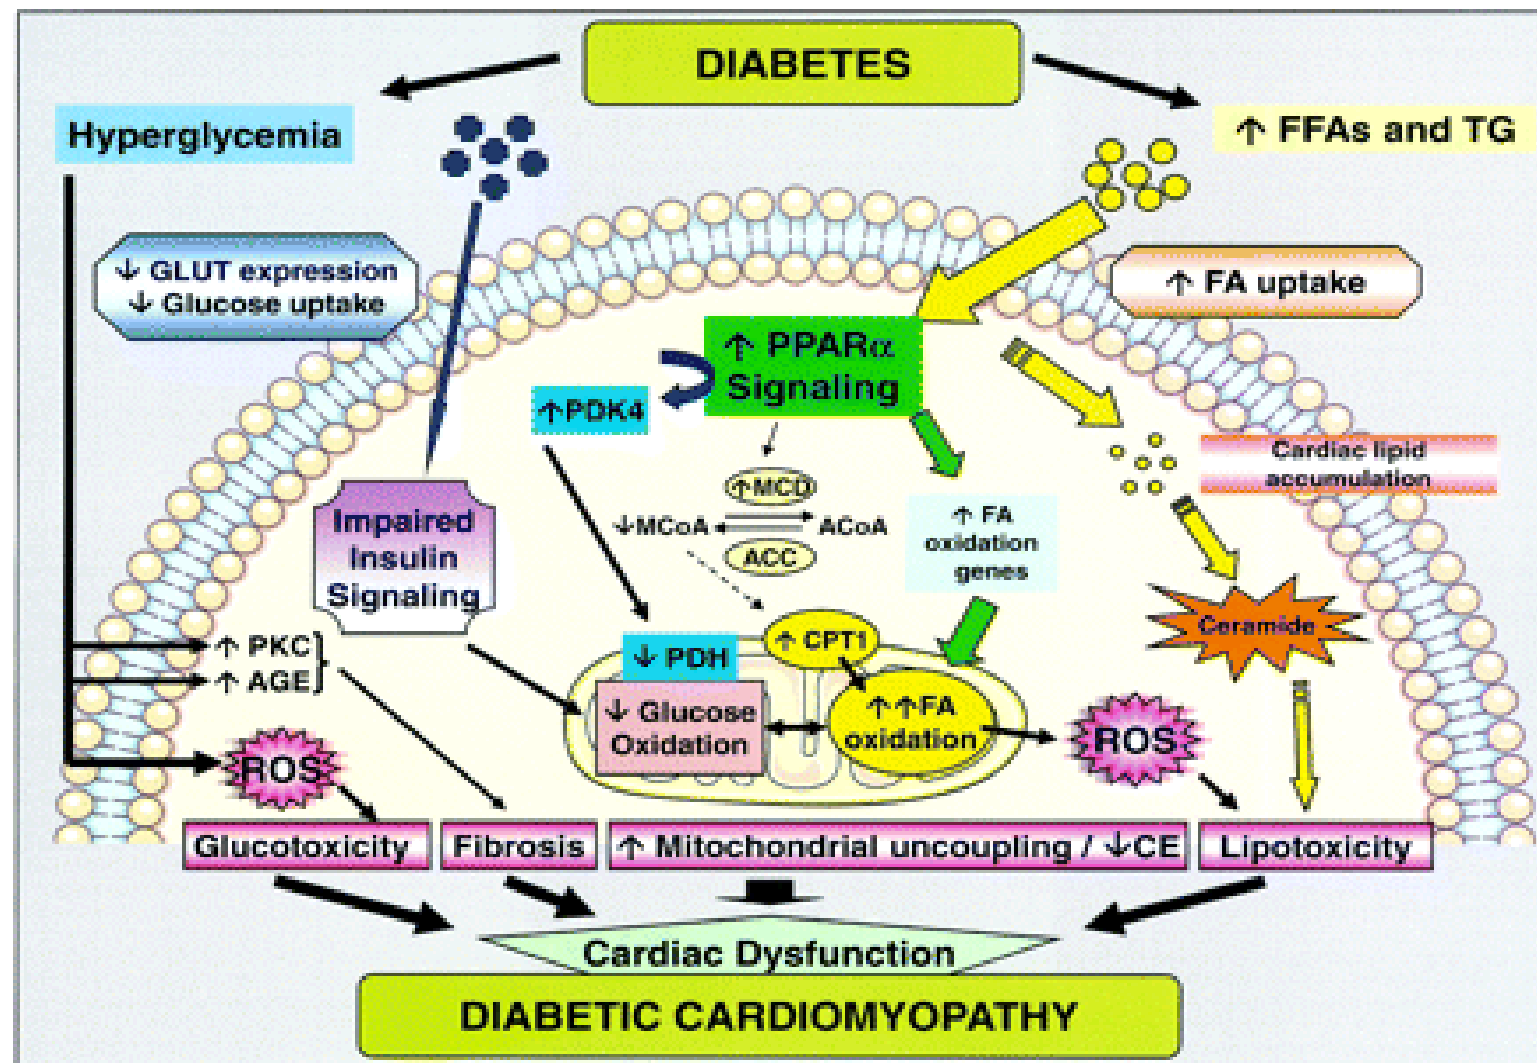 DIABETES
Hyperglycemia
↑ FFAs and TG
↓ GLUT expression
↓ Glucose uptake
↑ FA uptake
↑ PPARα
Signaling
↑PDK4
Cardiac lipid
accumulation
↑MCD
↓MCoA
ACoA
ACC
↑ FA
oxidation
genes
Impaired
Insulin
Signaling
Ceramide
↑ PKC
↑ AGE
↓ PDH
↑ CPT1
↓ Glucose
Oxidation
↑↑FA
oxidation
ROS
ROS
Glucotoxicity
Fibrosis
↑ Mitochondrial uncoupling / ↓CE
Lipotoxicity
Cardiac Dysfunction
DIABETIC CARDIOMYOPATHY